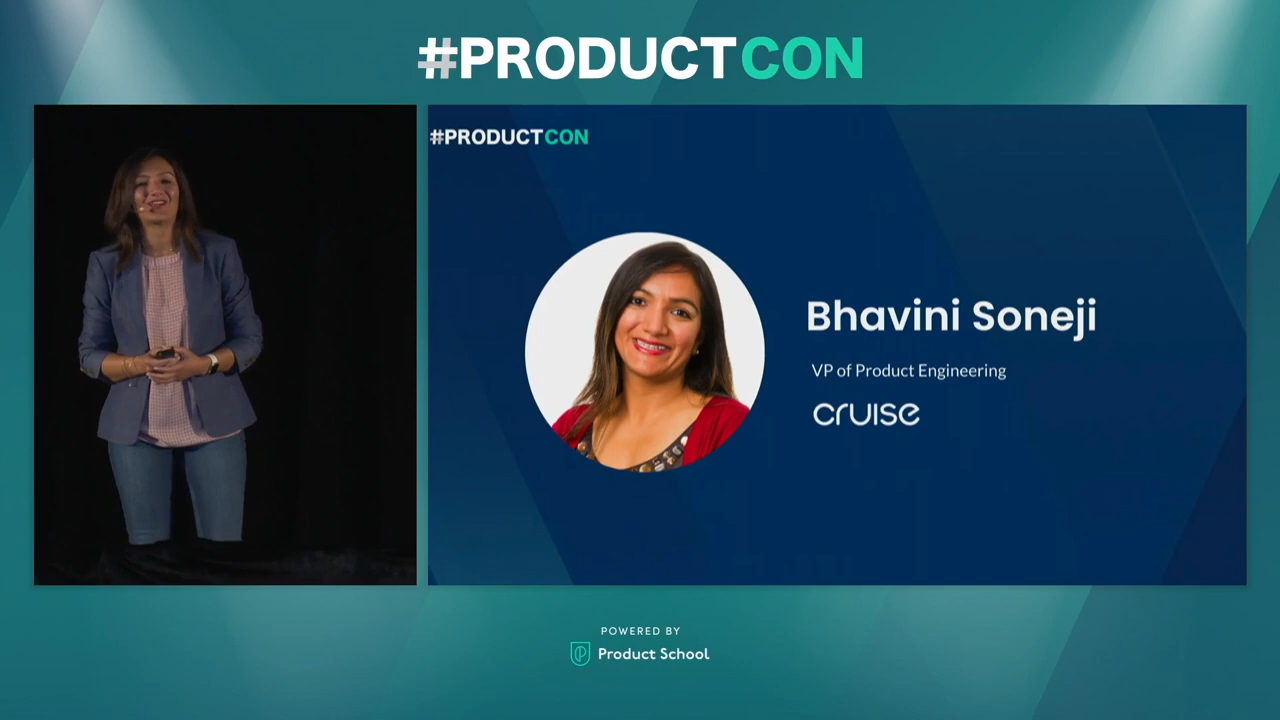 #PRODUCTCON
#PRODUCTCON
Bhavini Soneji
VP of Product Engineering
cruise
POWERED BY
Product School